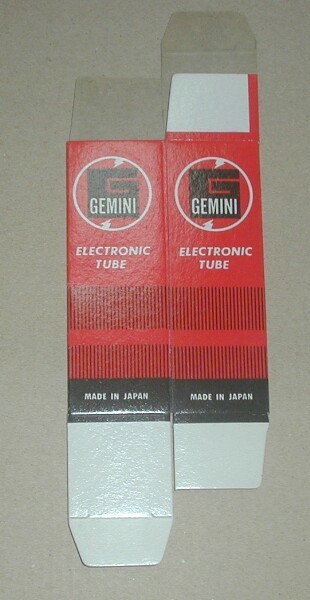 GEMINI
ELECTRONIC
TUBE
MADE IN JAPAN
GEMINI
ELECTRONIC
TUBE
MADE IN JAPAN